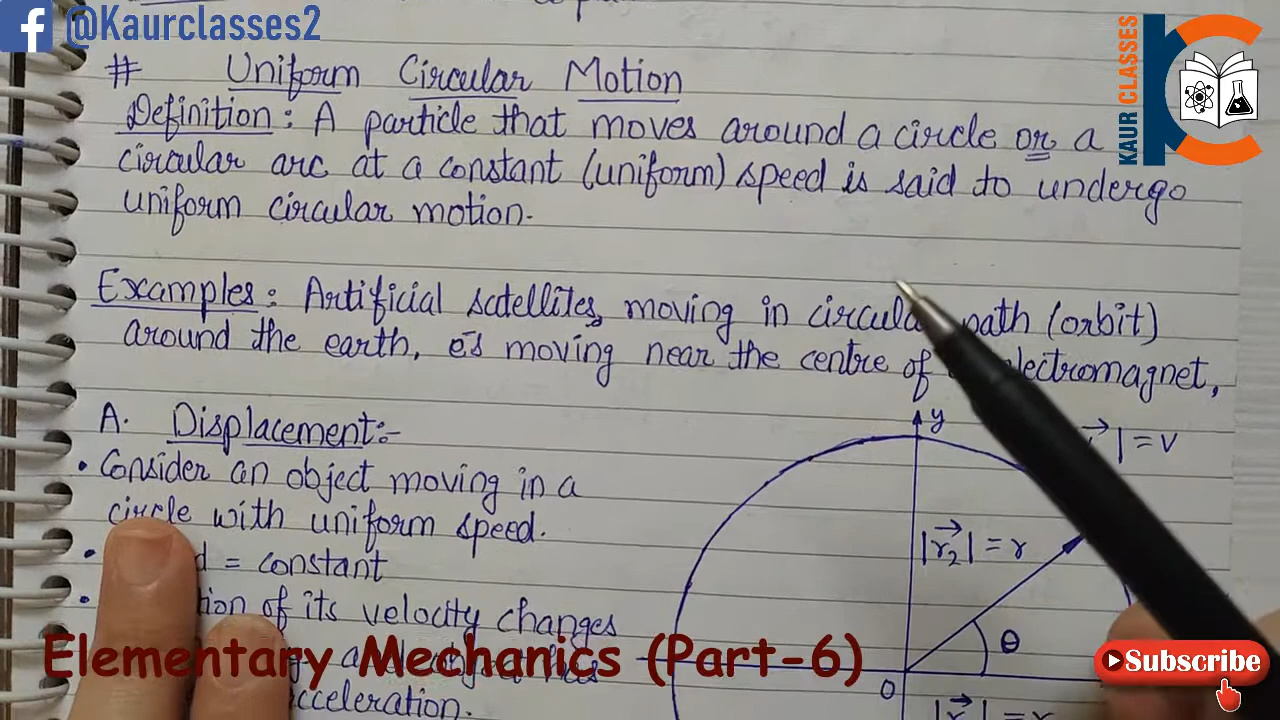 @Kaurclasses2
KAUR CLASSES
# Uniform Circular Motion
Definition: A particle that moves around a circle or a
circular arc at a constant (uniform) speed is said to undergo
uniform circular motion.
Examples: Artificial satellites, moving in circular path (orbit)
around the earth, e⁻s moving near the centre of electromagnet,
A. Displacement:-
• Consider an object moving in a
circle with uniform speed.
• = constant
• of its velocity changes
acceleration.
y
| = v
|r₂| = r
θ
O
Elementary Mechanics (Part-6)
Subscribe